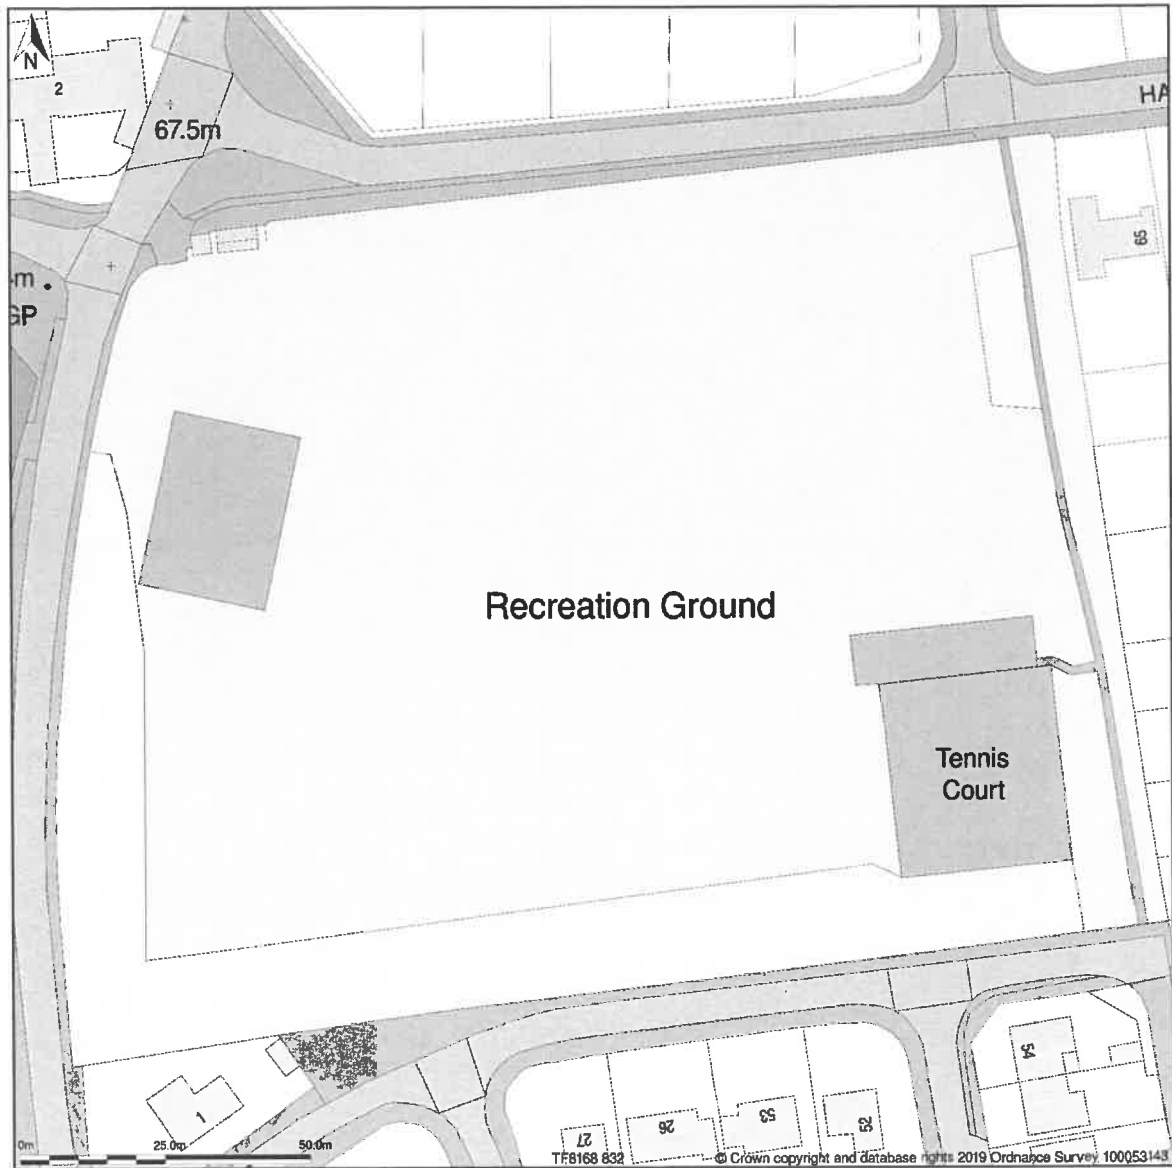 N
2
67.5m
HA
65
m
GP
Recreation Ground
Tennis
Court
54
1
27
26
53
0m 25.0m 50.0m
TF8168 832
© Crown copyright and database rights 2019 Ordnance Survey 100053143